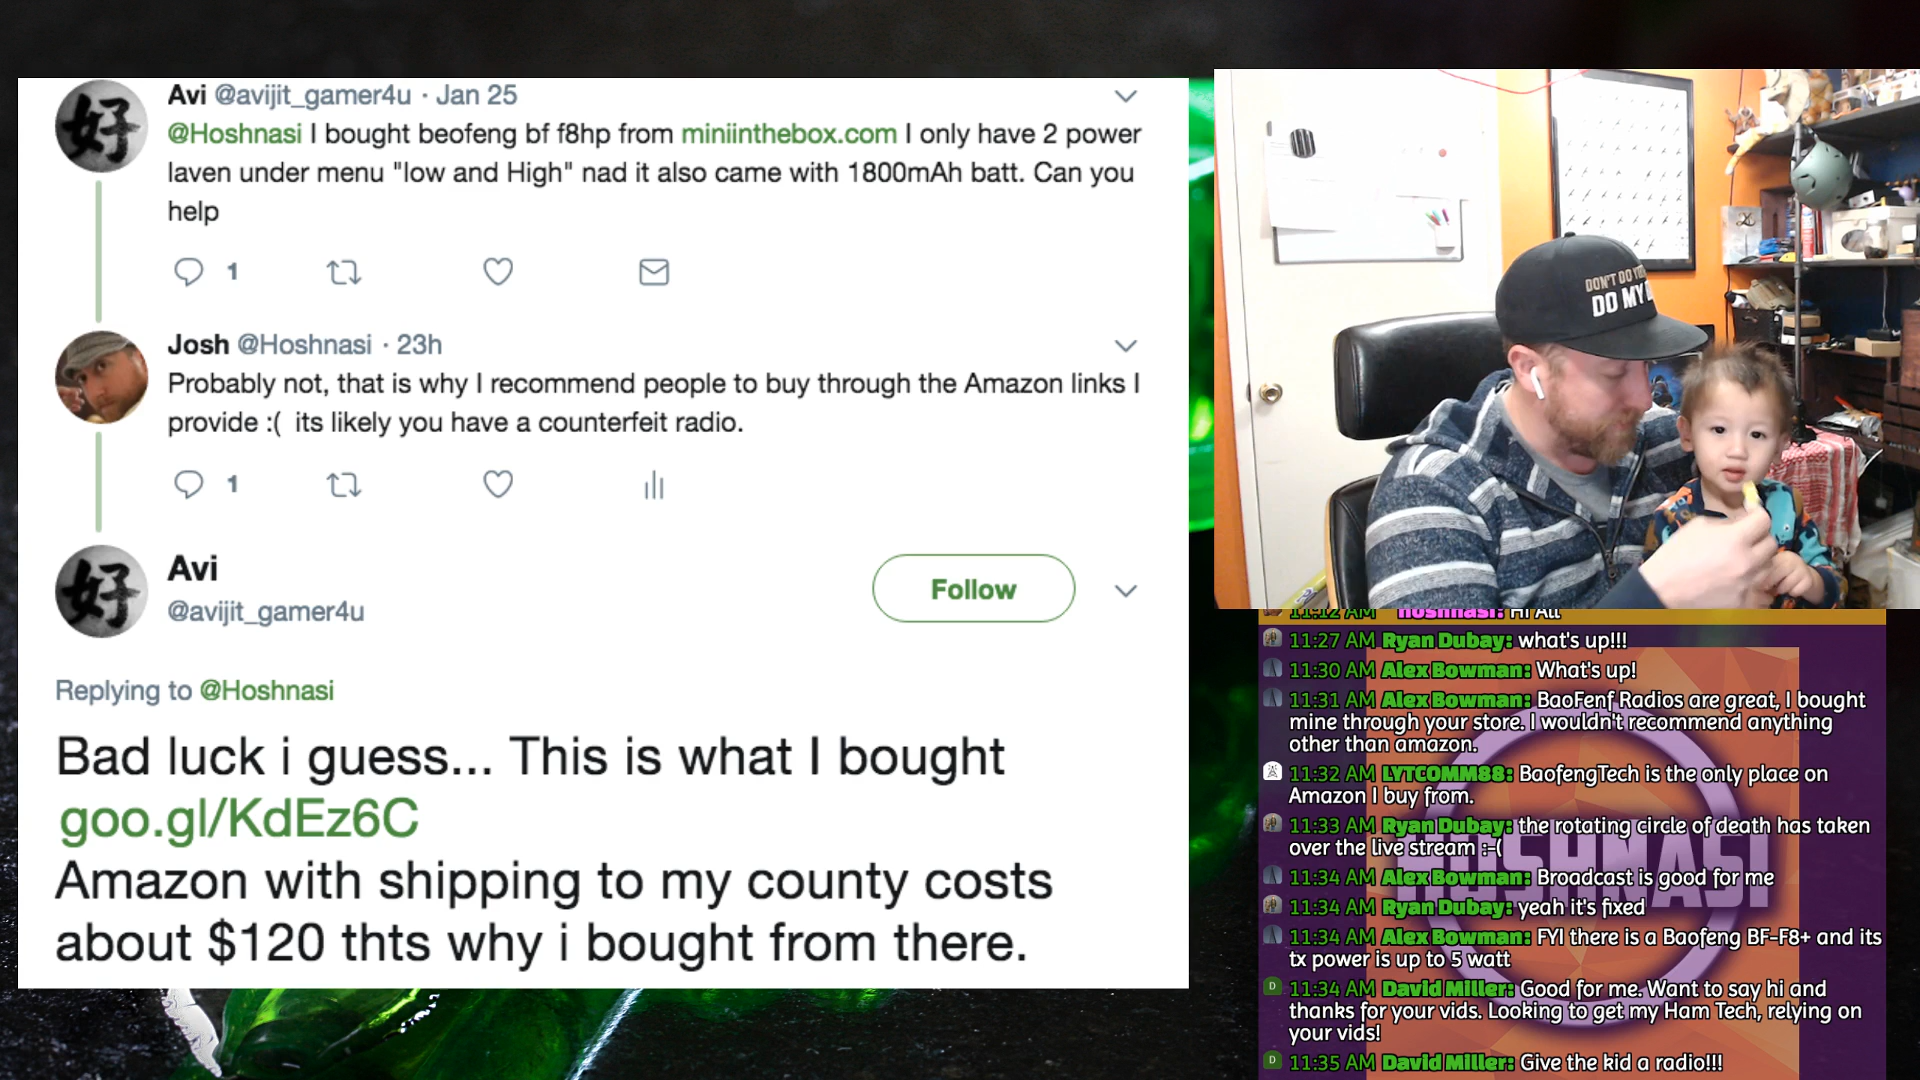 Avi @avijit_gamer4u · Jan 25
@Hoshnasi I bought beofeng bf f8hp from miniinthebox.com I only have 2 power
laven under menu "low and High" nad it also came with 1800mAh batt. Can you
help
1
Josh @Hoshnasi · 23h
Probably not, that is why I recommend people to buy through the Amazon links I
provide :( its likely you have a counterfeit radio.
1
Avi
@avijit_gamer4u
Follow
Replying to @Hoshnasi
Bad luck i guess... This is what I bought
goo.gl/KdEz6C
Amazon with shipping to my county costs
about $120 thts why i bought from there.
好
好
DON'T DO
DO MY
11:12 AM hoshnasi: Hi All
11:27 AM Ryan Dubay: what's up!!!
11:30 AM Alex Bowman: What's up!
11:31 AM Alex Bowman: BaoFenf Radios are great, I bought
mine through your store. I wouldn't recommend anything
other than amazon.
11:32 AM LYTCOMM88: BaofengTech is the only place on
Amazon I buy from.
11:33 AM Ryan Dubay: the rotating circle of death has taken
over the live stream :-(
11:34 AM Alex Bowman: Broadcast is good for me
11:34 AM Ryan Dubay: yeah it's fixed
11:34 AM Alex Bowman: FYI there is a Baofeng BF-F8+ and its
tx power is up to 5 watt
D 11:34 AM David Miller: Good for me. Want to say hi and
thanks for your vids. Looking to get my Ham Tech, relying on
your vids!
D 11:35 AM David Miller: Give the kid a radio!!!
HOSHNASI